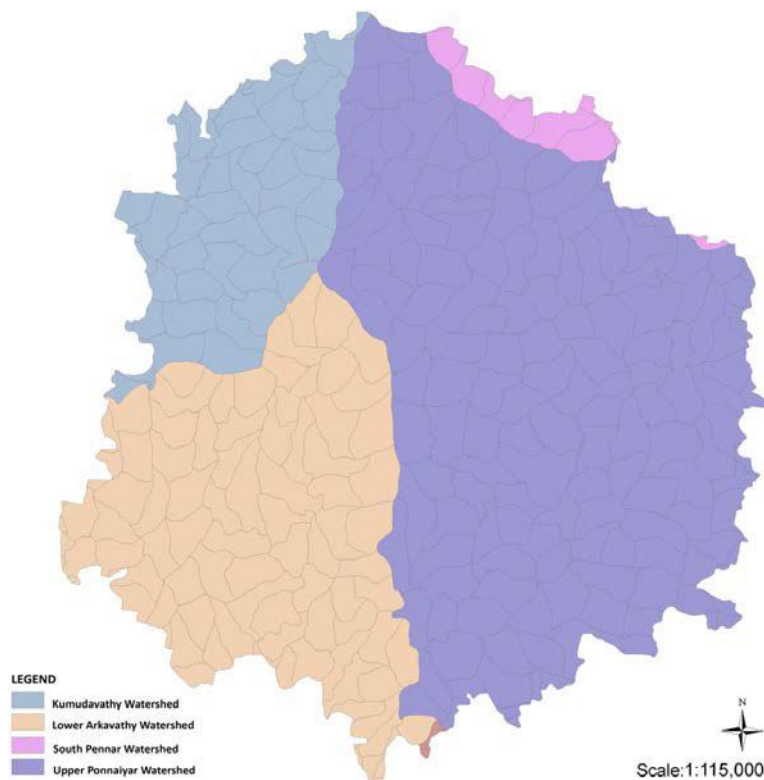 LEGEND
Kumudavathy Watershed
Lower Arkavathy Watershed
South Pennar Watershed
Upper Ponnaiyar Watershed
N
Scale:1:115,000